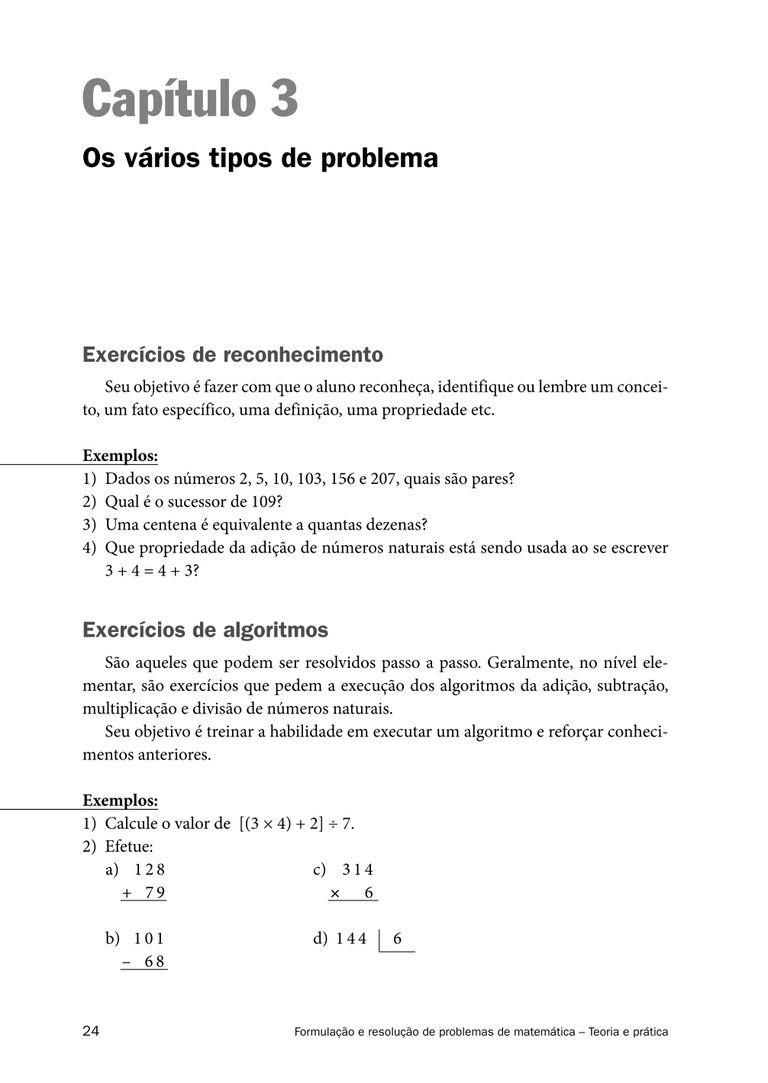 Capítulo 3
Os vários tipos de problema
Exercícios de reconhecimento
Seu objetivo é fazer com que o aluno reconheça, identifique ou lembre um concei-
to, um fato específico, uma definição, uma propriedade etc.
Exemplos:
1) Dados os números 2, 5, 10, 103, 156 e 207, quais são pares?
2) Qual é o sucessor de 109?
3) Uma centena é equivalente a quantas dezenas?
4) Que propriedade da adição de números naturais está sendo usada ao se escrever
3 + 4 = 4 + 3?
Exercícios de algoritmos
São aqueles que podem ser resolvidos passo a passo. Geralmente, no nível ele-
mentar, são exercícios que pedem a execução dos algoritmos da adição, subtração,
multiplicação e divisão de números naturais.
Seu objetivo é treinar a habilidade em executar um algoritmo e reforçar conheci-
mentos anteriores.
Exemplos:
1) Calcule o valor de [(3 × 4) + 2] ÷ 7.
2) Efetue:
a) 128 c) 314
+ 79 × 6
b) 101 d) 144 6
– 68
24 Formulação e resolução de problemas de matemática – Teoria e prática